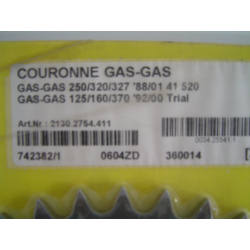 COURONNE GAS-GAS
GAS-GAS 250/320/327 '88/01 41 520
GAS-GAS 125/160/370 '92/00 Trial
Art.Nr : 2130.2754.411
742382/1 0604ZD 360014